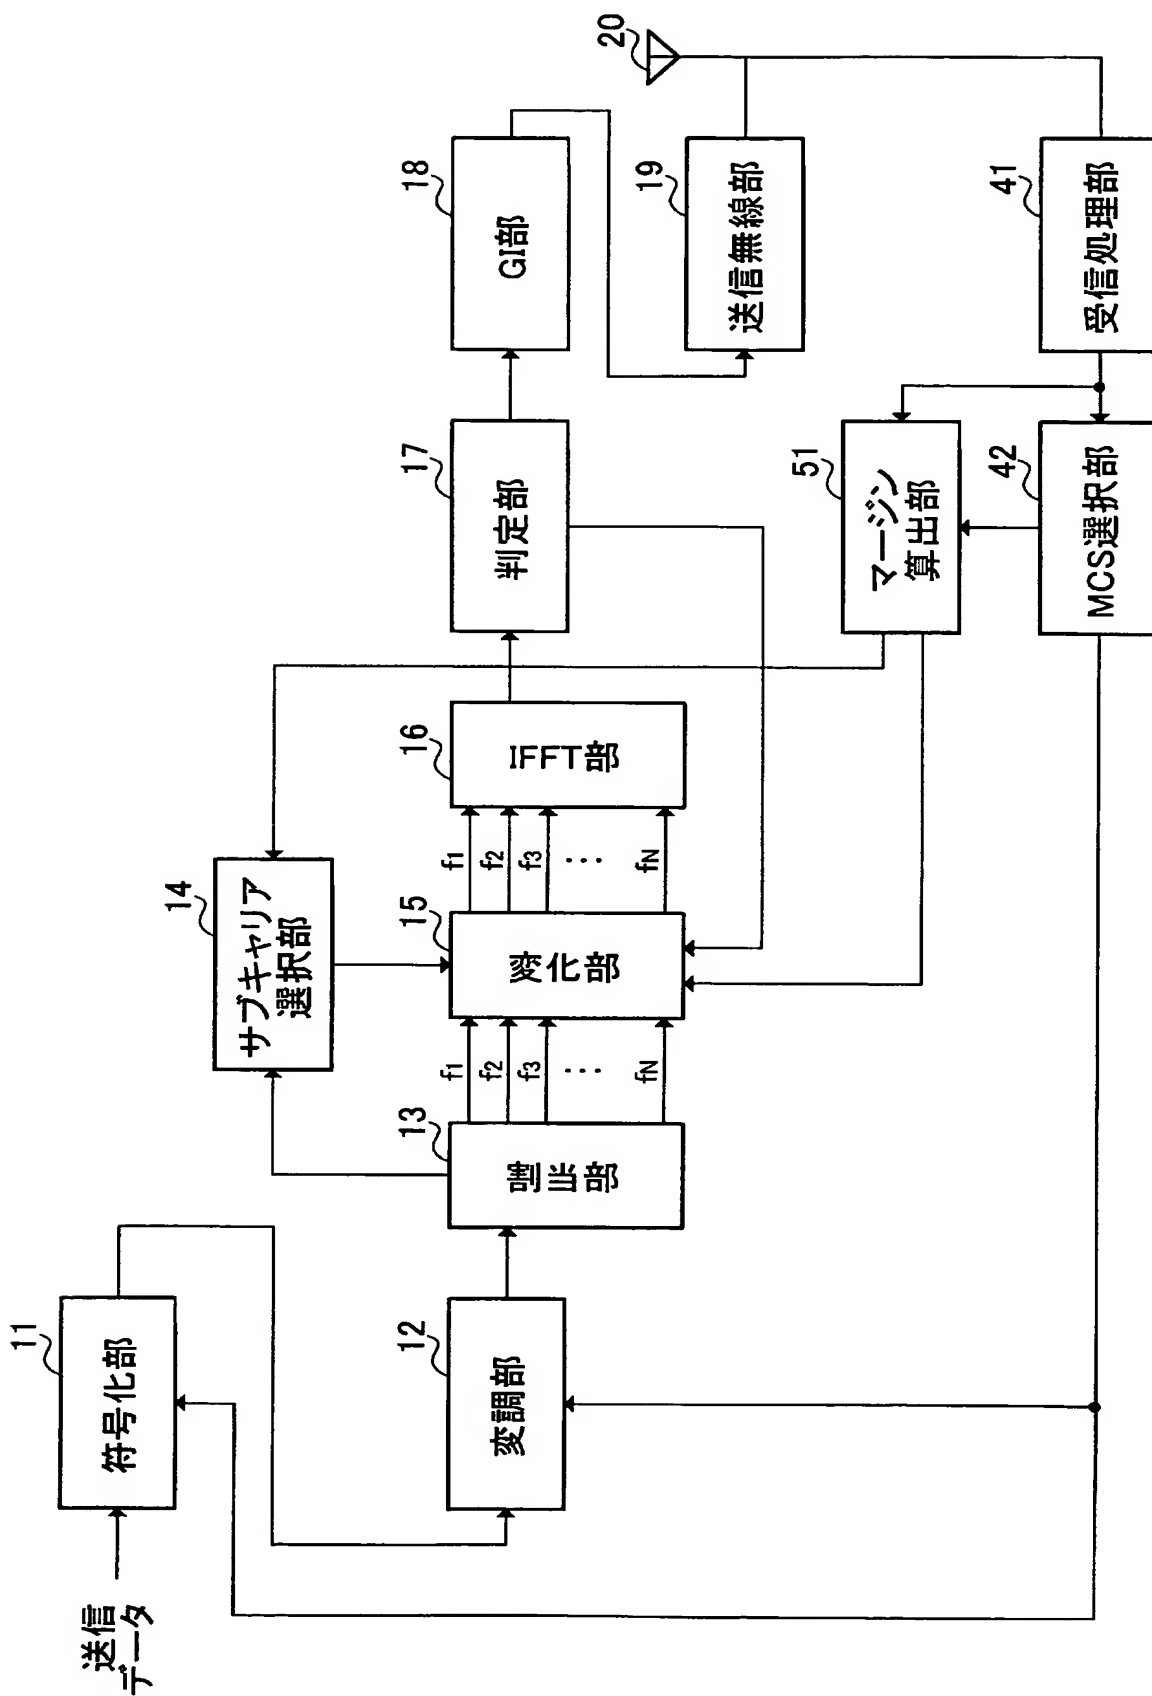 送信
データ
11
符号化部
12
変調部
13
割当部
14
サブキャリア
選択部
f1
f2
f3
...
fN
15
変化部
f1
f2
f3
...
fN
16
IFFT部
17
判定部
18
GI部
19
送信無線部
20
51
マージン
算出部
42
MCS選択部
41
受信処理部